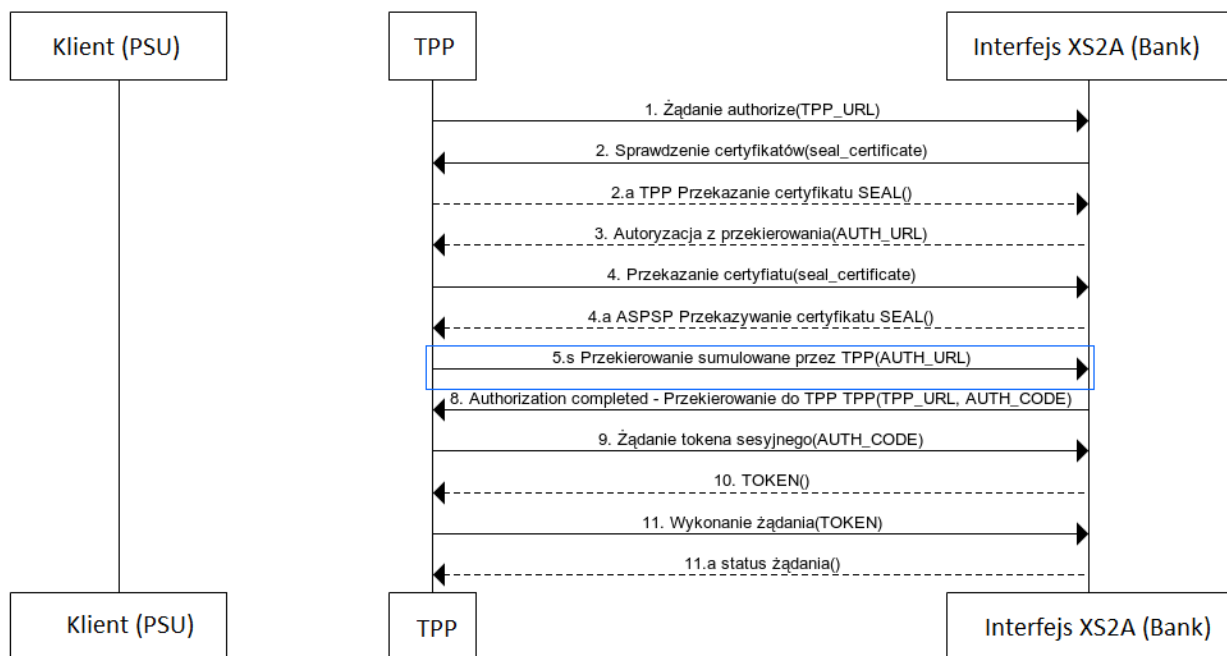 Klient (PSU)
TPP
Interfejs XS2A (Bank)
1. Żądanie authorize(TPP_URL)
2. Sprawdzenie certyfikatów(seal_certificate)
2.a TPP Przekazanie certyfikatu SEAL()
3. Autoryzacja z przekierowania(AUTH_URL)
4. Przekazanie certyfiatu(seal_certificate)
4.a ASPSP Przekazywanie certyfikatu SEAL()
5.s Przekierowanie sumulowane przez TPP(AUTH_URL)
8. Authorization completed - Przekierowanie do TPP TPP(TPP_URL, AUTH_CODE)
9. Żądanie tokena sesyjnego(AUTH_CODE)
10. TOKEN()
11. Wykonanie żądania(TOKEN)
11.a status żądania()
Klient (PSU)
TPP
Interfejs XS2A (Bank)